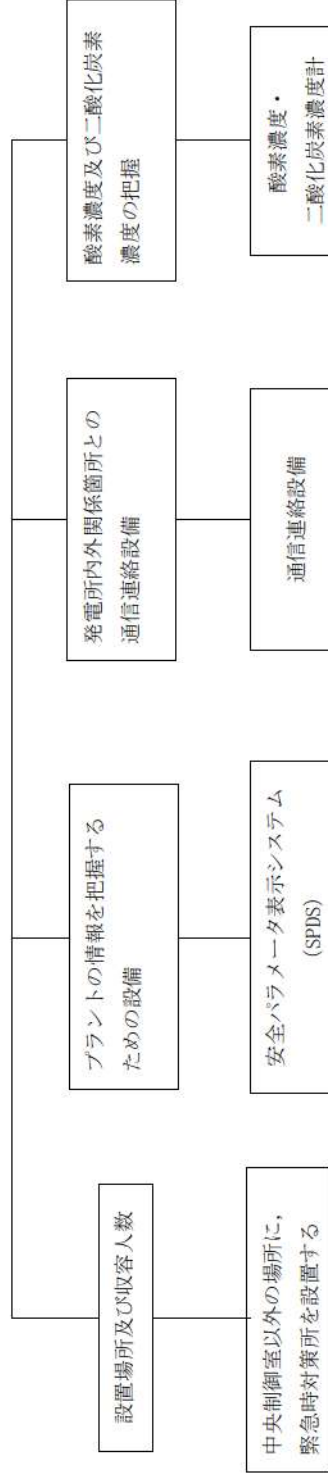 設置場所及び収容人数
中央制御室以外の場所に，
緊急時対策所を設置する
プラントの情報を把握する
ための設備
安全パラメータ表示システム
(SPDS)
発電所内外関係箇所との
通信連絡設備
通信連絡設備
酸素濃度及び二酸化炭素
濃度の把握
酸素濃度・
二酸化炭素濃度計